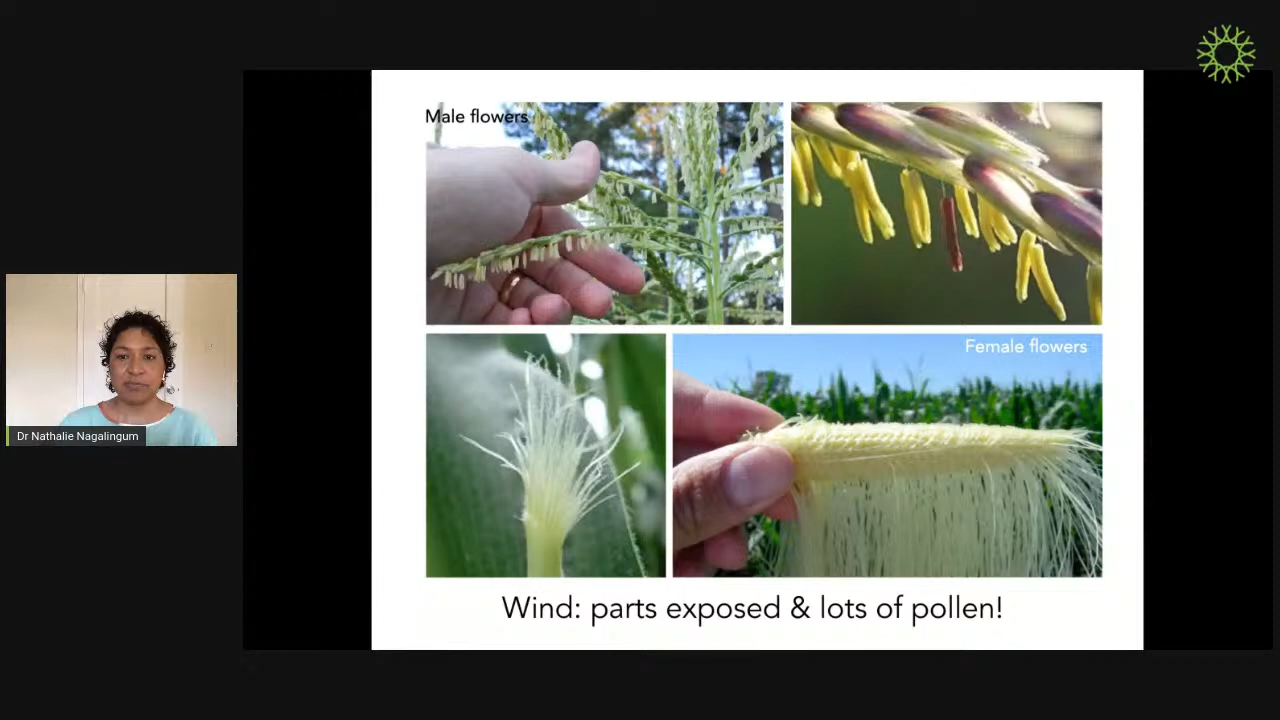 Male flowers
Female flowers
Dr Nathalie Nagalingum
Wind: parts exposed & lots of pollen!